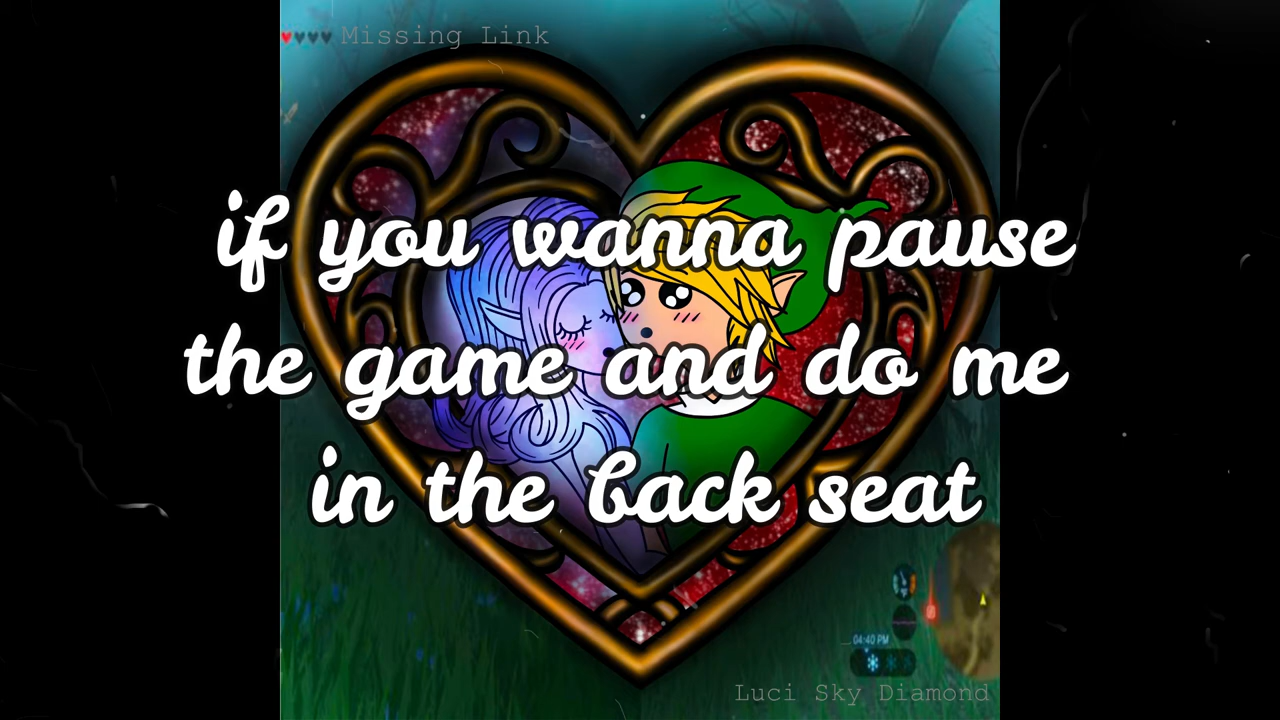 Missing Link
if you wanna pause
the game and do me
in the back seat
04:40 PM
Luci Sky Diamond